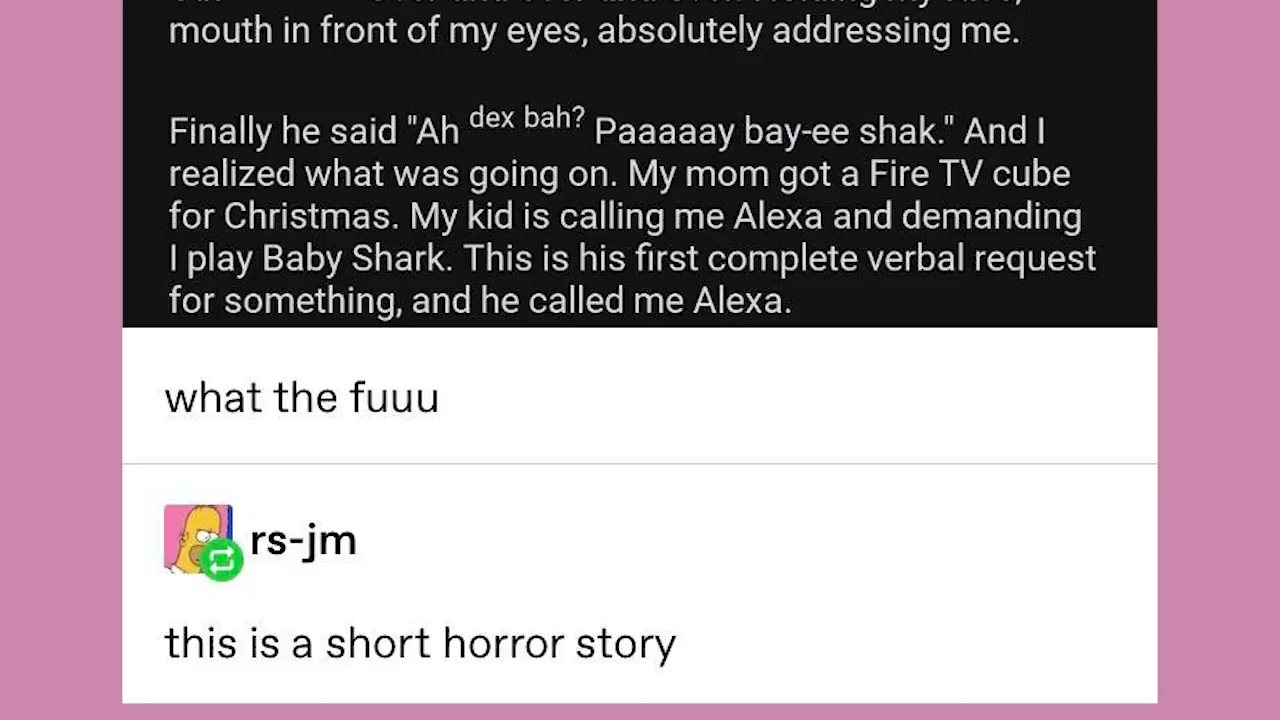 mouth in front of my eyes, absolutely addressing me.
Finally he said "Ah dex bah? Paaaaay bay-ee shak." And I
realized what was going on. My mom got a Fire TV cube
for Christmas. My kid is calling me Alexa and demanding
I play Baby Shark. This is his first complete verbal request
for something, and he called me Alexa.
what the fuuu
rs-jm
this is a short horror story